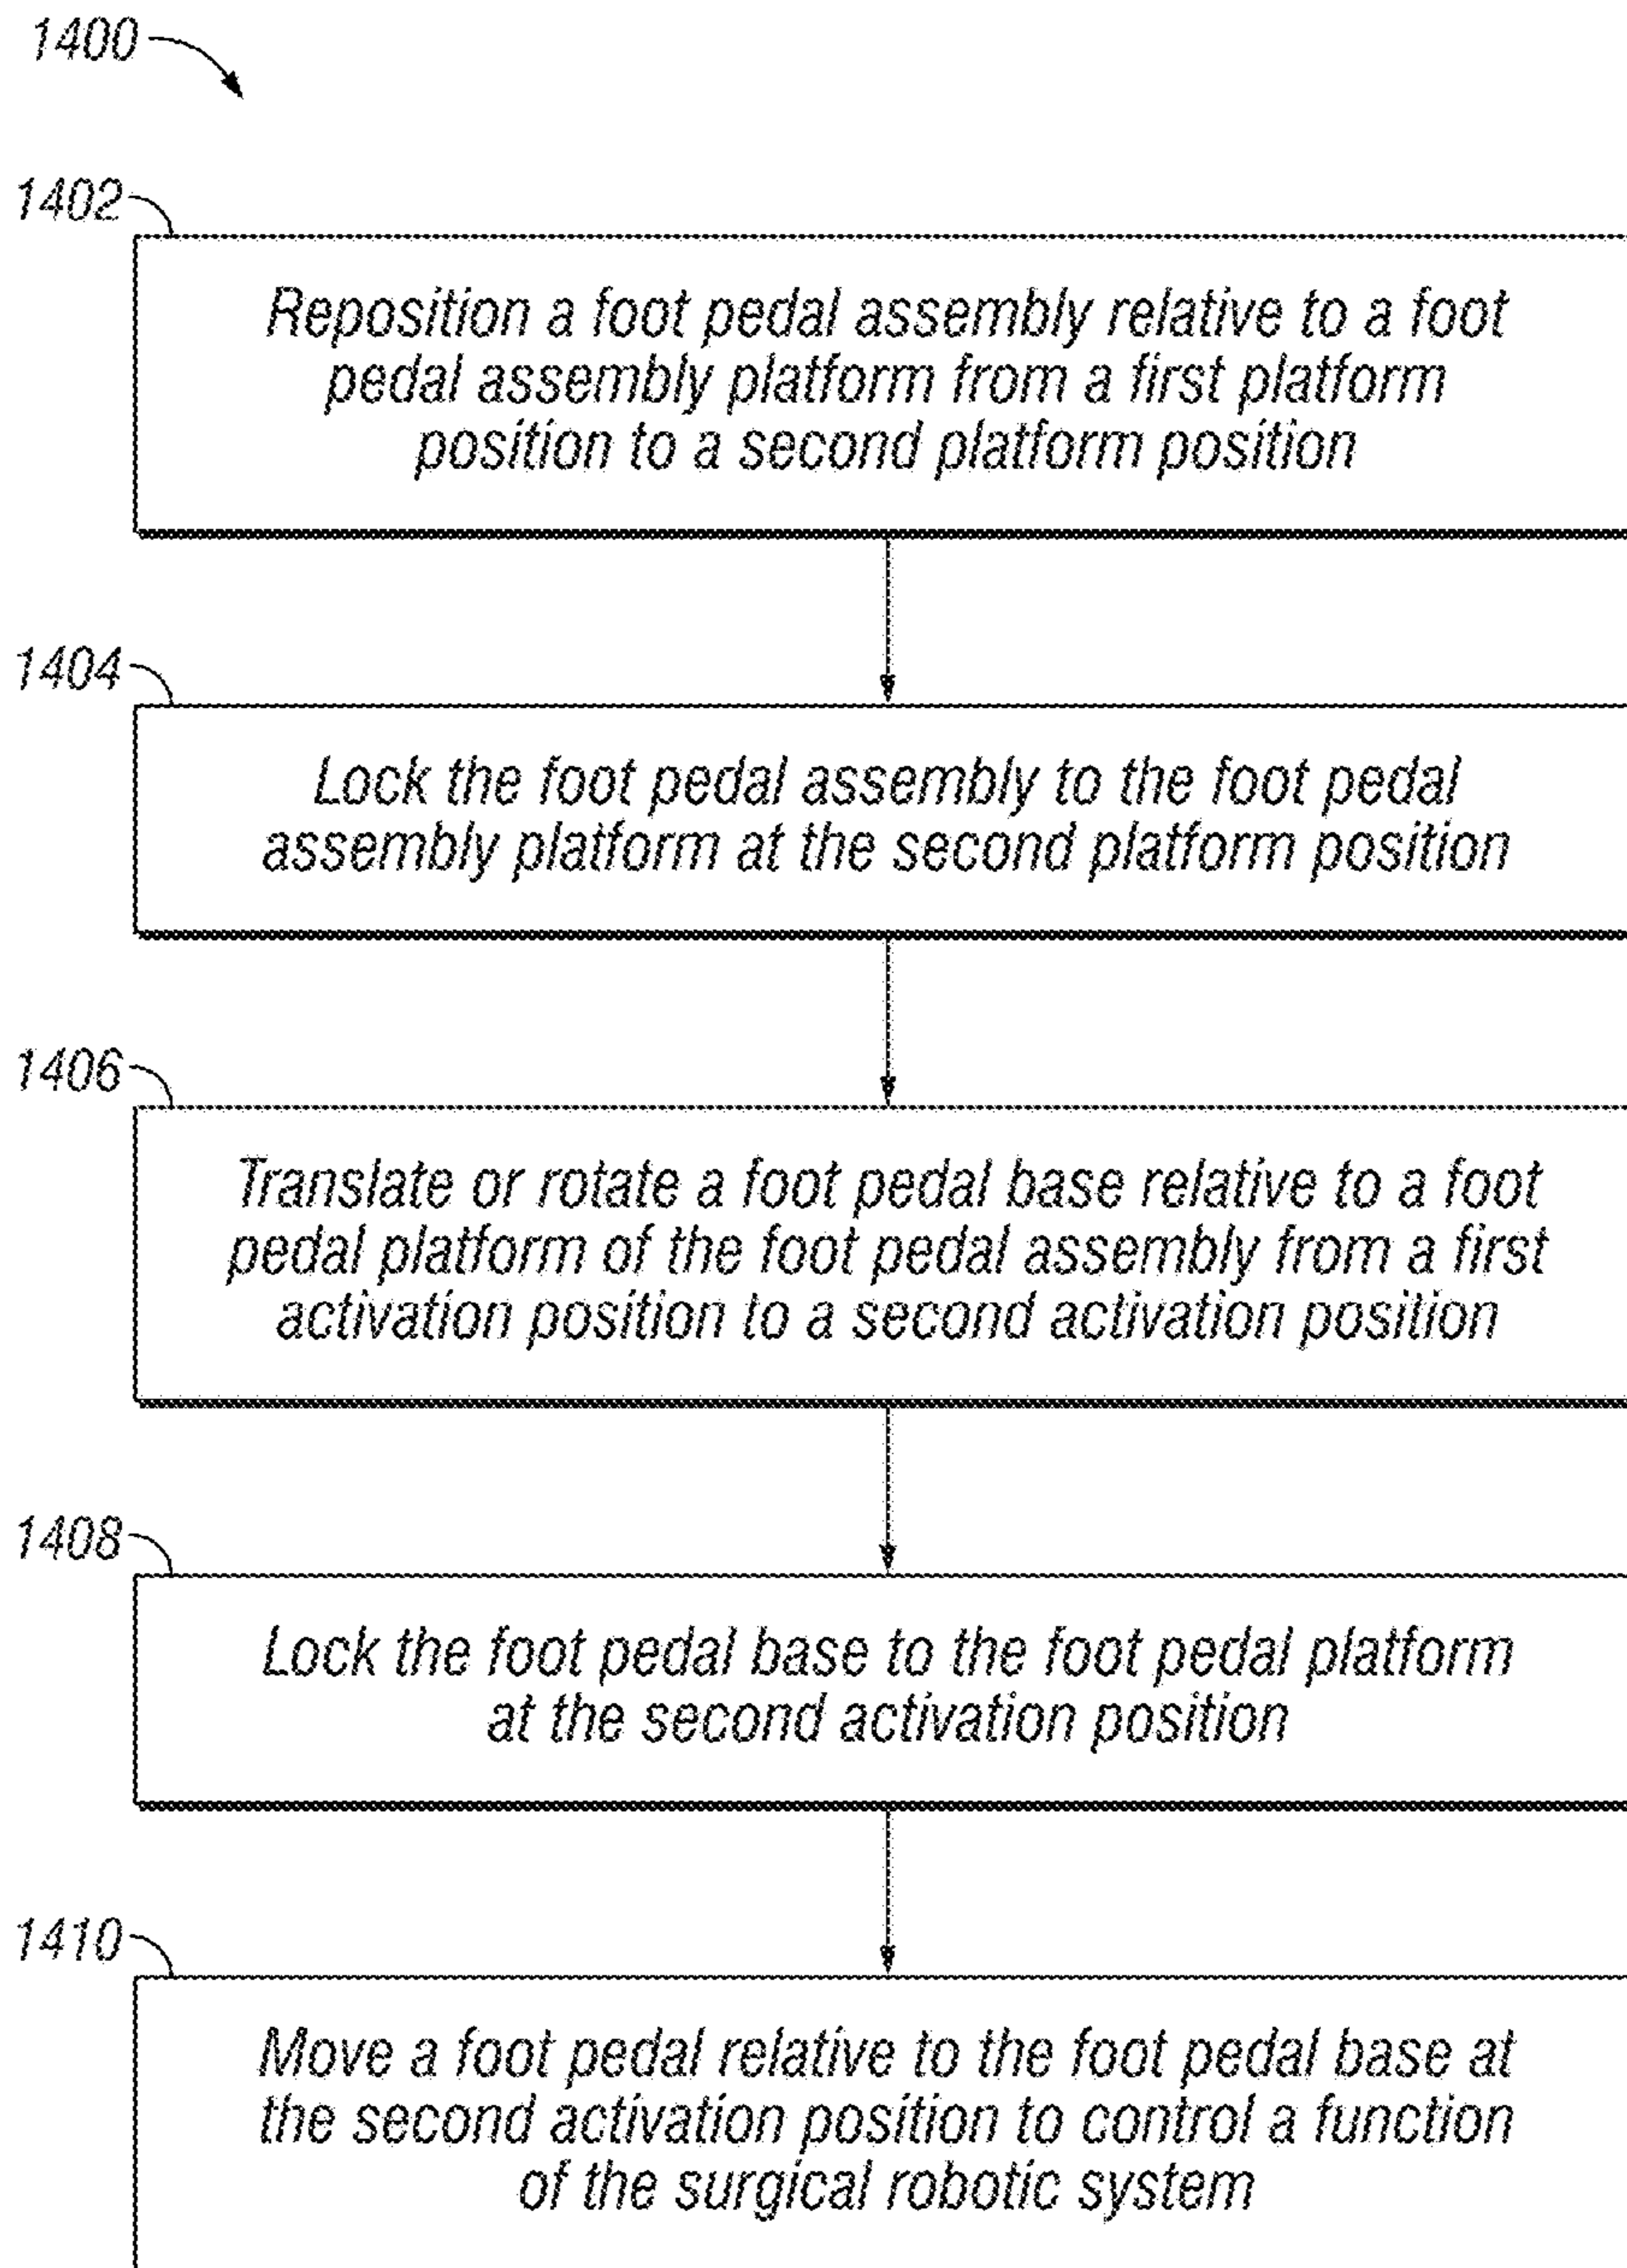 1400
1402
Reposition a foot pedal assembly relative to a foot
pedal assembly platform from a first platform
position to a second platform position
1404
Lock the foot pedal assembly to the foot pedal
assembly platform at the second platform position
1406
Translate or rotate a foot pedal base relative to a foot
pedal platform of the foot pedal assembly from a first
activation position to a second activation position
1408
Lock the foot pedal base to the foot pedal platform
at the second activation position
1410
Move a foot pedal relative to the foot pedal base at
the second activation position to control a function
of the surgical robotic system